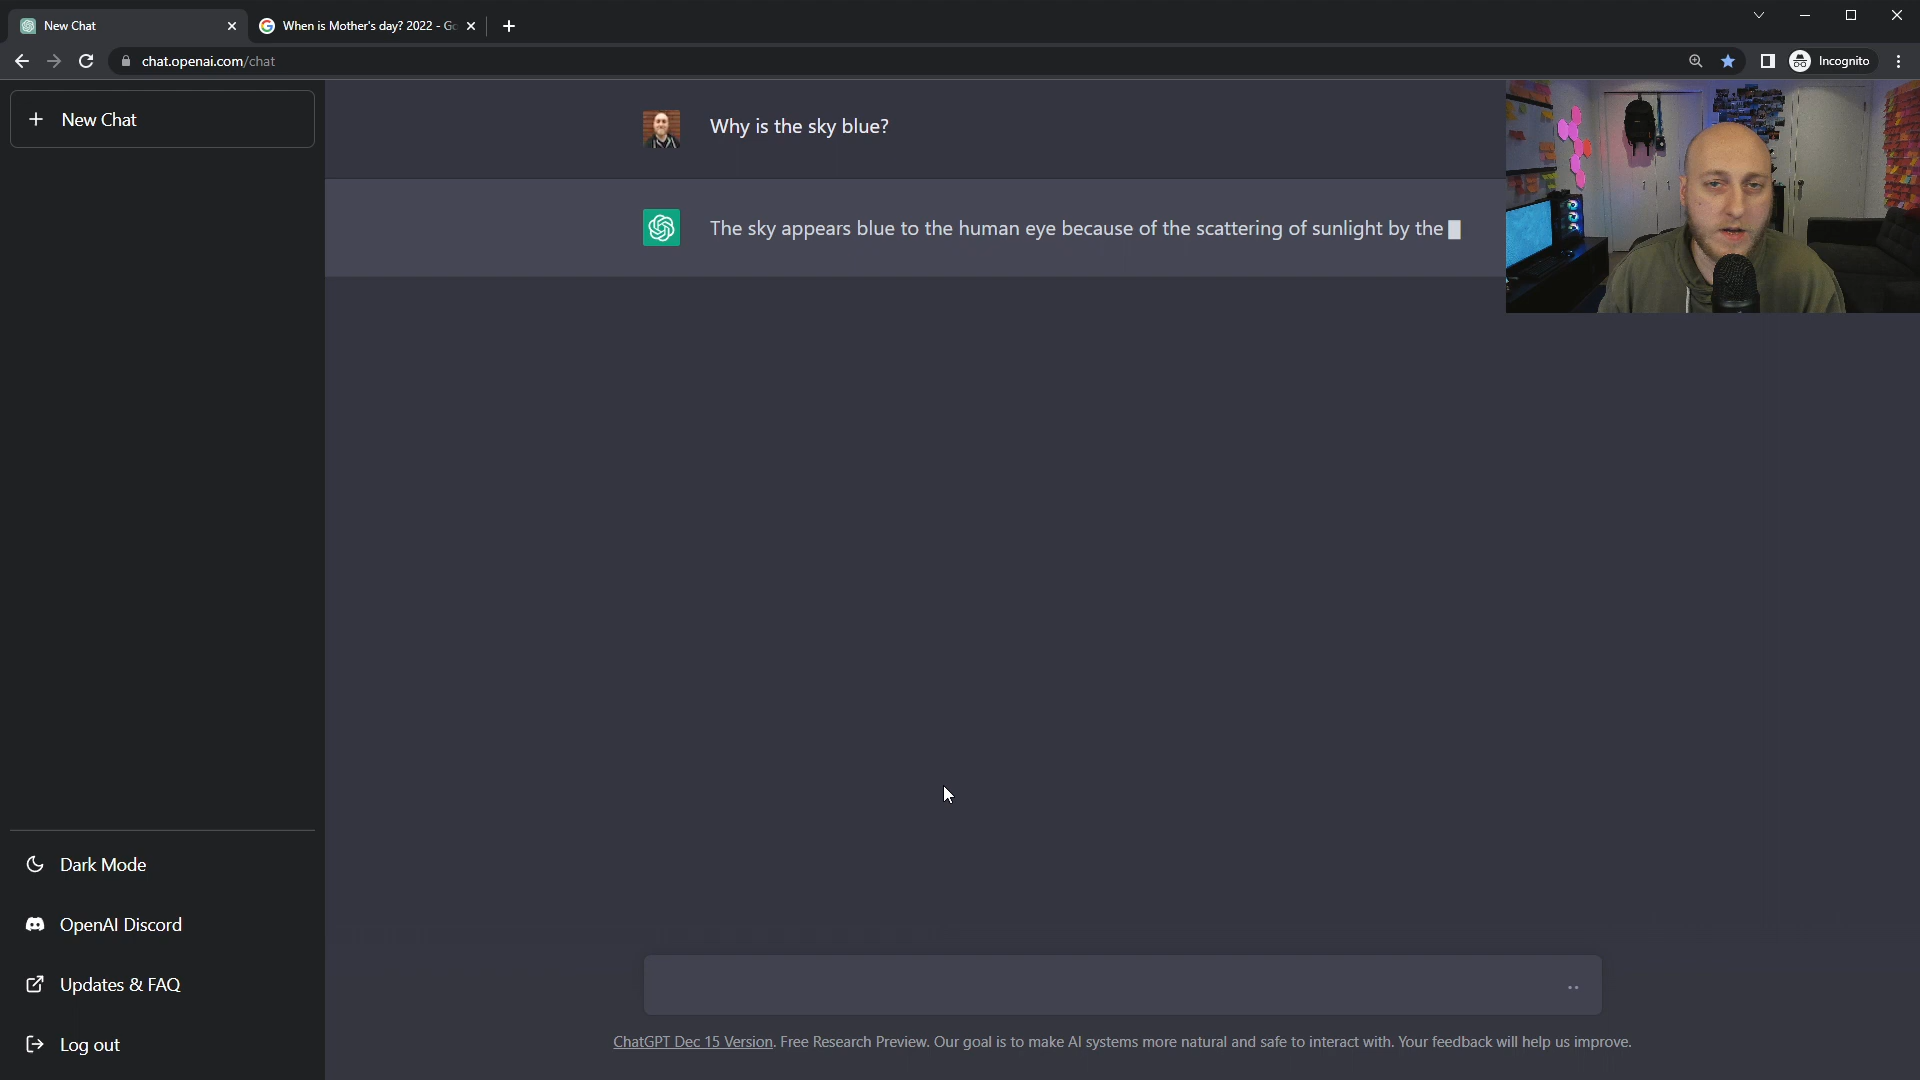 New Chat
When is Mother's day? 2022 - Go
chat.openai.com/chat
Incognito
New Chat
Why is the sky blue?
The sky appears blue to the human eye because of the scattering of sunlight by the
Dark Mode
OpenAI Discord
Updates & FAQ
Log out
ChatGPT Dec 15 Version. Free Research Preview. Our goal is to make AI systems more natural and safe to interact with. Your feedback will help us improve.